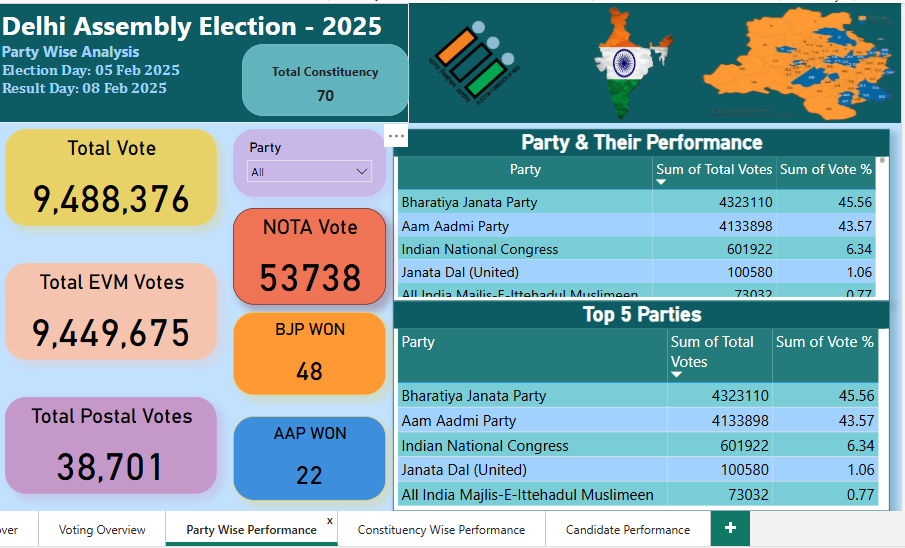 Delhi Assembly Election - 2025
Party Wise Analysis
Election Day: 05 Feb 2025
Result Day: 08 Feb 2025
Total Constituency
70
Total Vote
9,488,376
Total EVM Votes
9,449,675
Total Postal Votes
38,701
Party
All
NOTA Vote
53738
BJP WON
48
AAP WON
22
Party & Their Performance
Party Sum of Total Votes Sum of Vote %
Bharatiya Janata Party 4323110 45.56
Aam Aadmi Party 4133898 43.57
Indian National Congress 601922 6.34
Janata Dal (United) 100580 1.06
All India Majlis-E-Ittehadul Muslimeen 73032 0.77
Top 5 Parties
Party Sum of Total Votes Sum of Vote %
Bharatiya Janata Party 4323110 45.56
Aam Aadmi Party 4133898 43.57
Indian National Congress 601922 6.34
Janata Dal (United) 100580 1.06
All India Majlis-E-Ittehadul Muslimeen 73032 0.77
over Voting Overview Party Wise Performance x Constituency Wise Performance Candidate Performance +